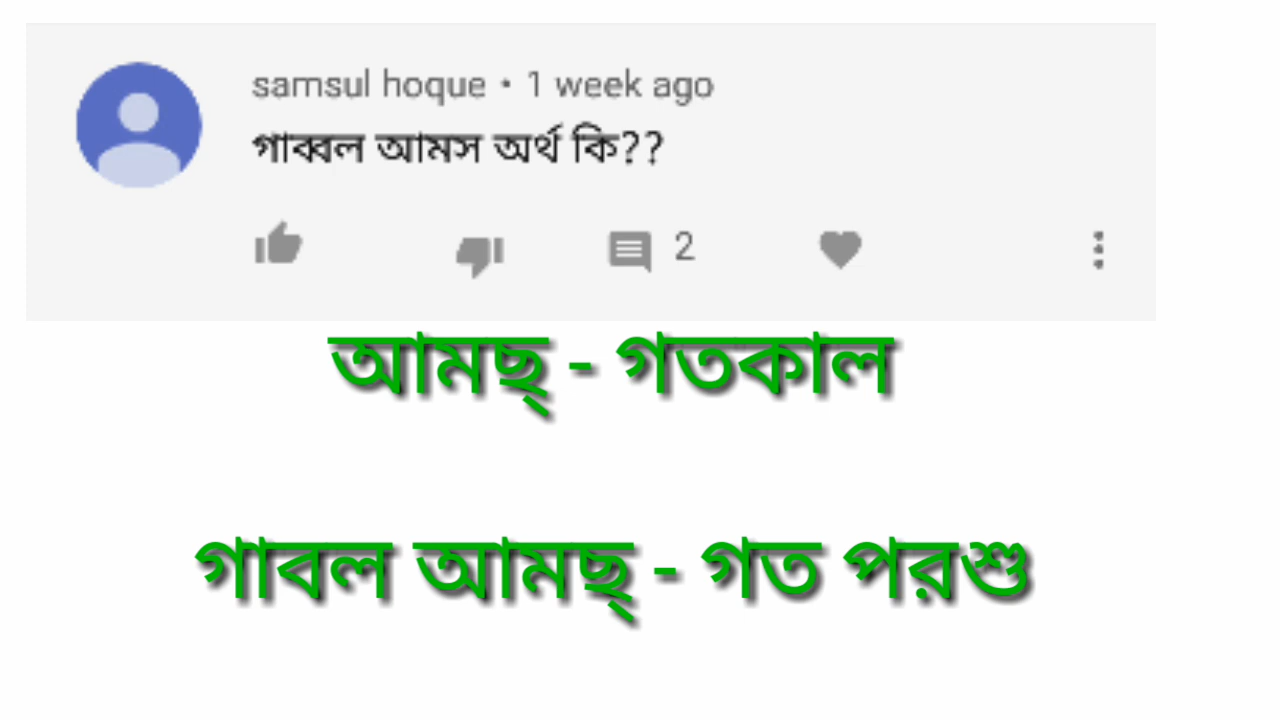 samsul hoque • 1 week ago
গাব্বল আমস অর্থ কি??
2
আমছ্ - গতকাল
গাবল আমছ্ - গত পরশু